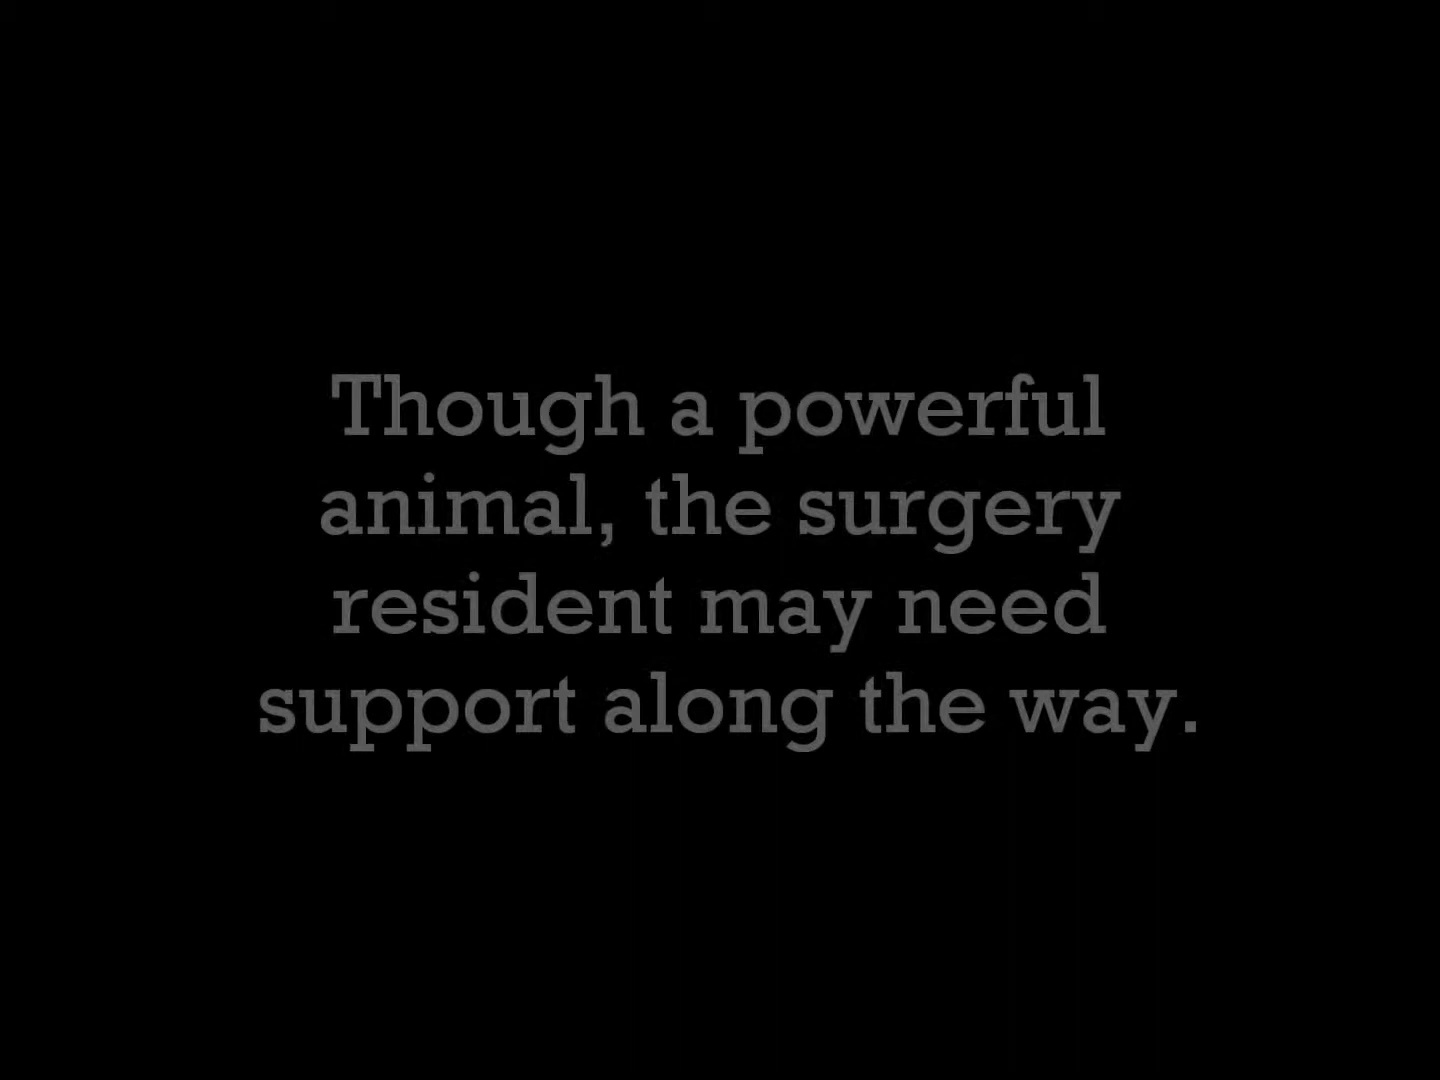 Though a powerful
animal, the surgery
resident may need
support along the way.